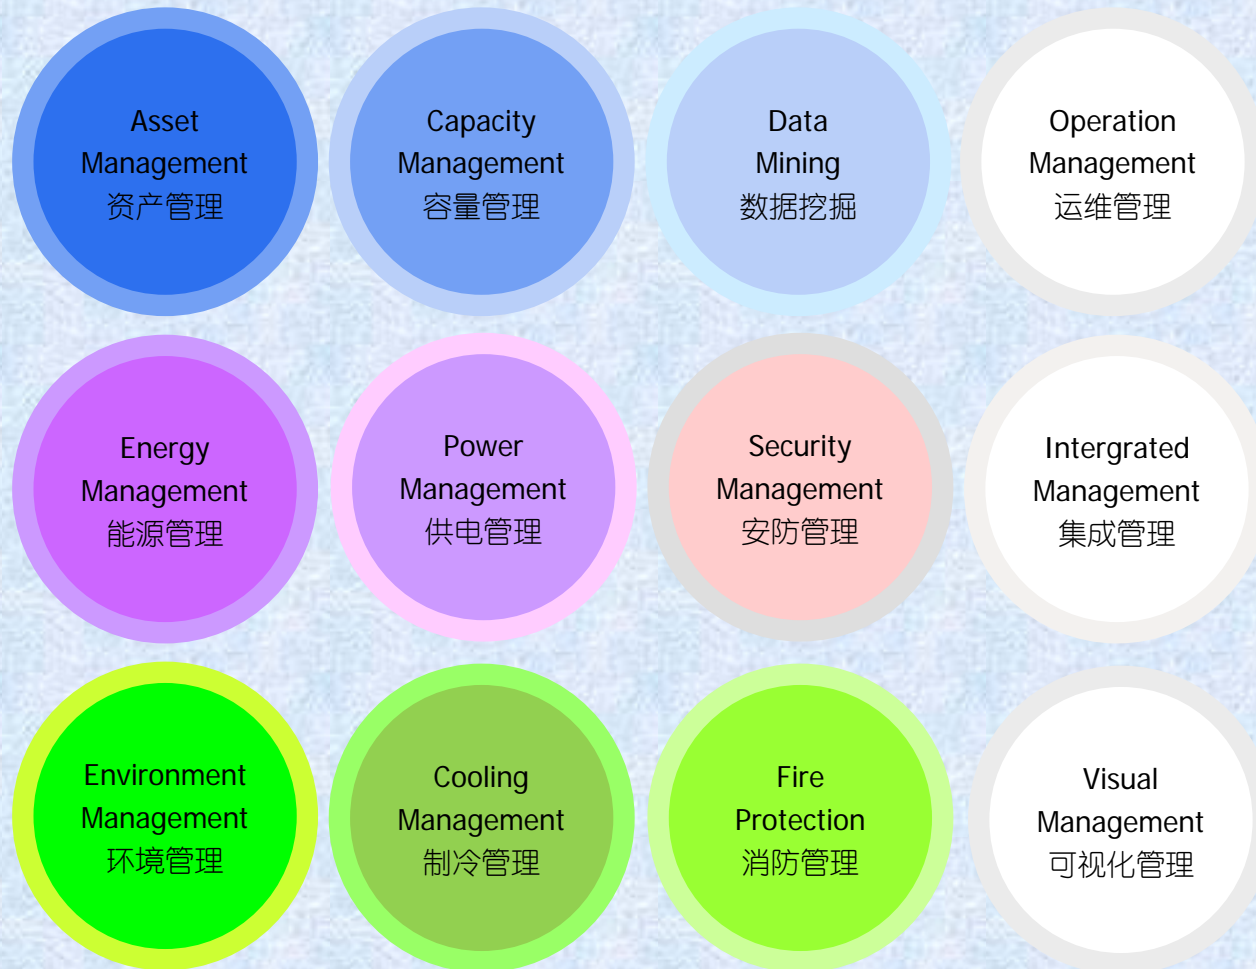 Asset
Management
资产管理
Capacity
Management
容量管理
Data
Mining
数据挖掘
Operation
Management
运维管理
Energy
Management
能源管理
Power
Management
供电管理
Security
Management
安防管理
Intergrated
Management
集成管理
Environment
Management
环境管理
Cooling
Management
制冷管理
Fire
Protection
消防管理
Visual
Management
可视化管理